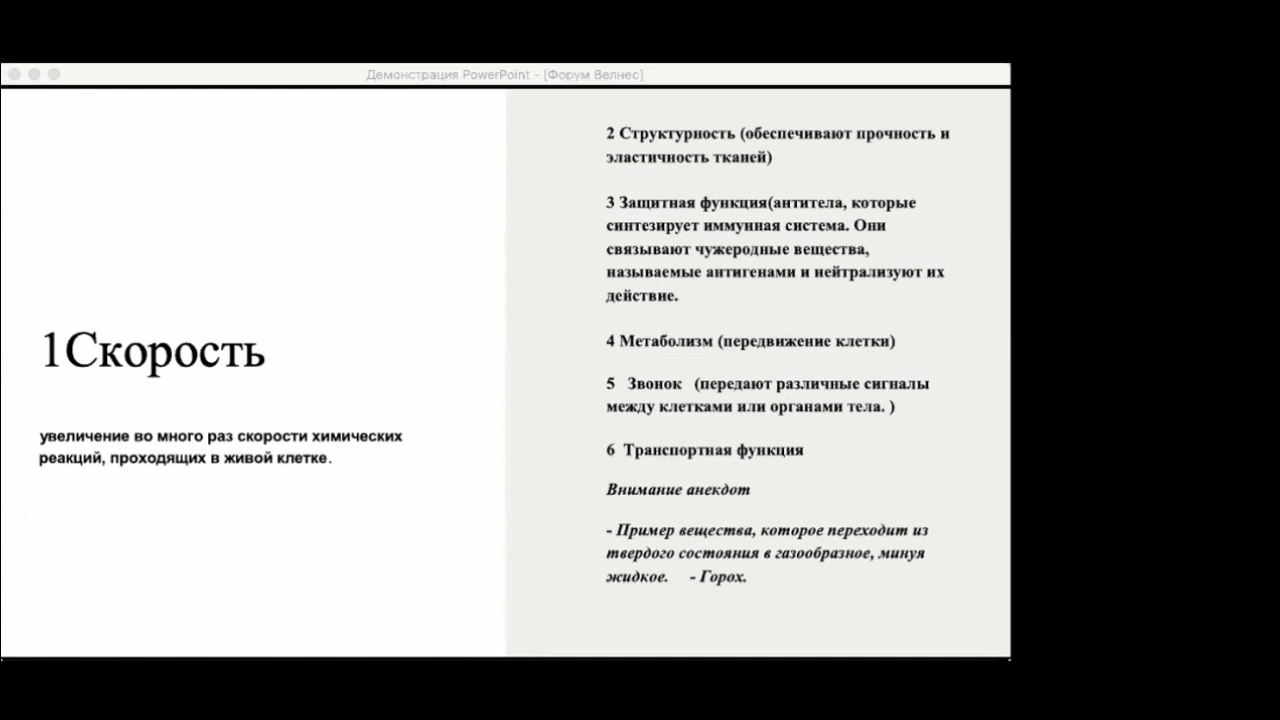 Демонстрация PowerPoint - [Форум Велнес]
1Скорость
увеличение во много раз скорости химических
реакций, проходящих в живой клетке.
2 Структурность (обеспечивают прочность и
эластичность тканей)
3 Защитная функция(антитела, которые
синтезирует иммунная система. Они
связывают чужеродные вещества,
называемые антигенами и нейтрализуют их
действие.
4 Метаболизм (передвижение клетки)
5 Звонок (передают различные сигналы
между клетками или органами тела. )
6 Транспортная функция
Внимание анекдот
- Пример вещества, которое переходит из
твердого состояния в газообразное, минуя
жидкое. - Горох.